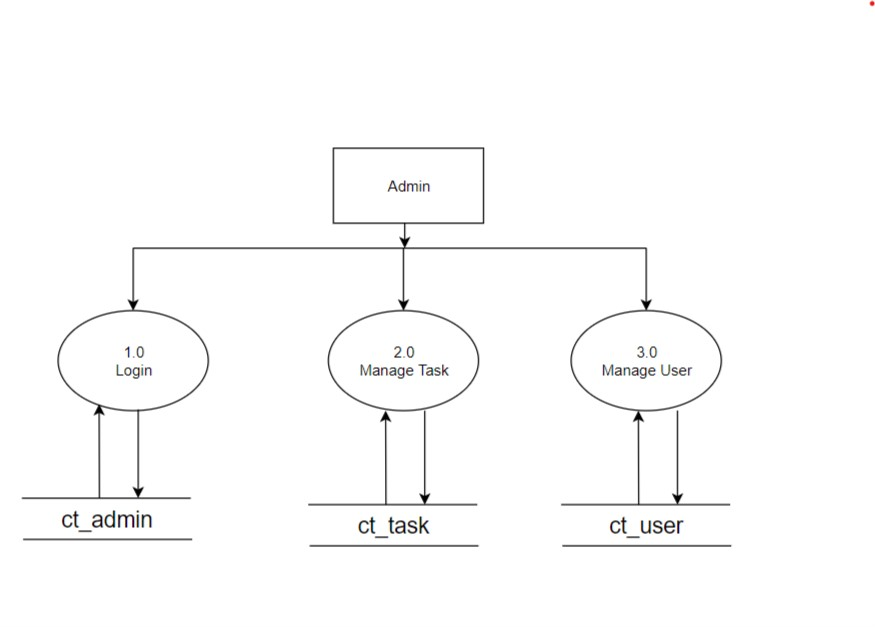 Admin
1.0
Login
2.0
Manage Task
3.0
Manage User
ct_admin
ct_task
ct_user